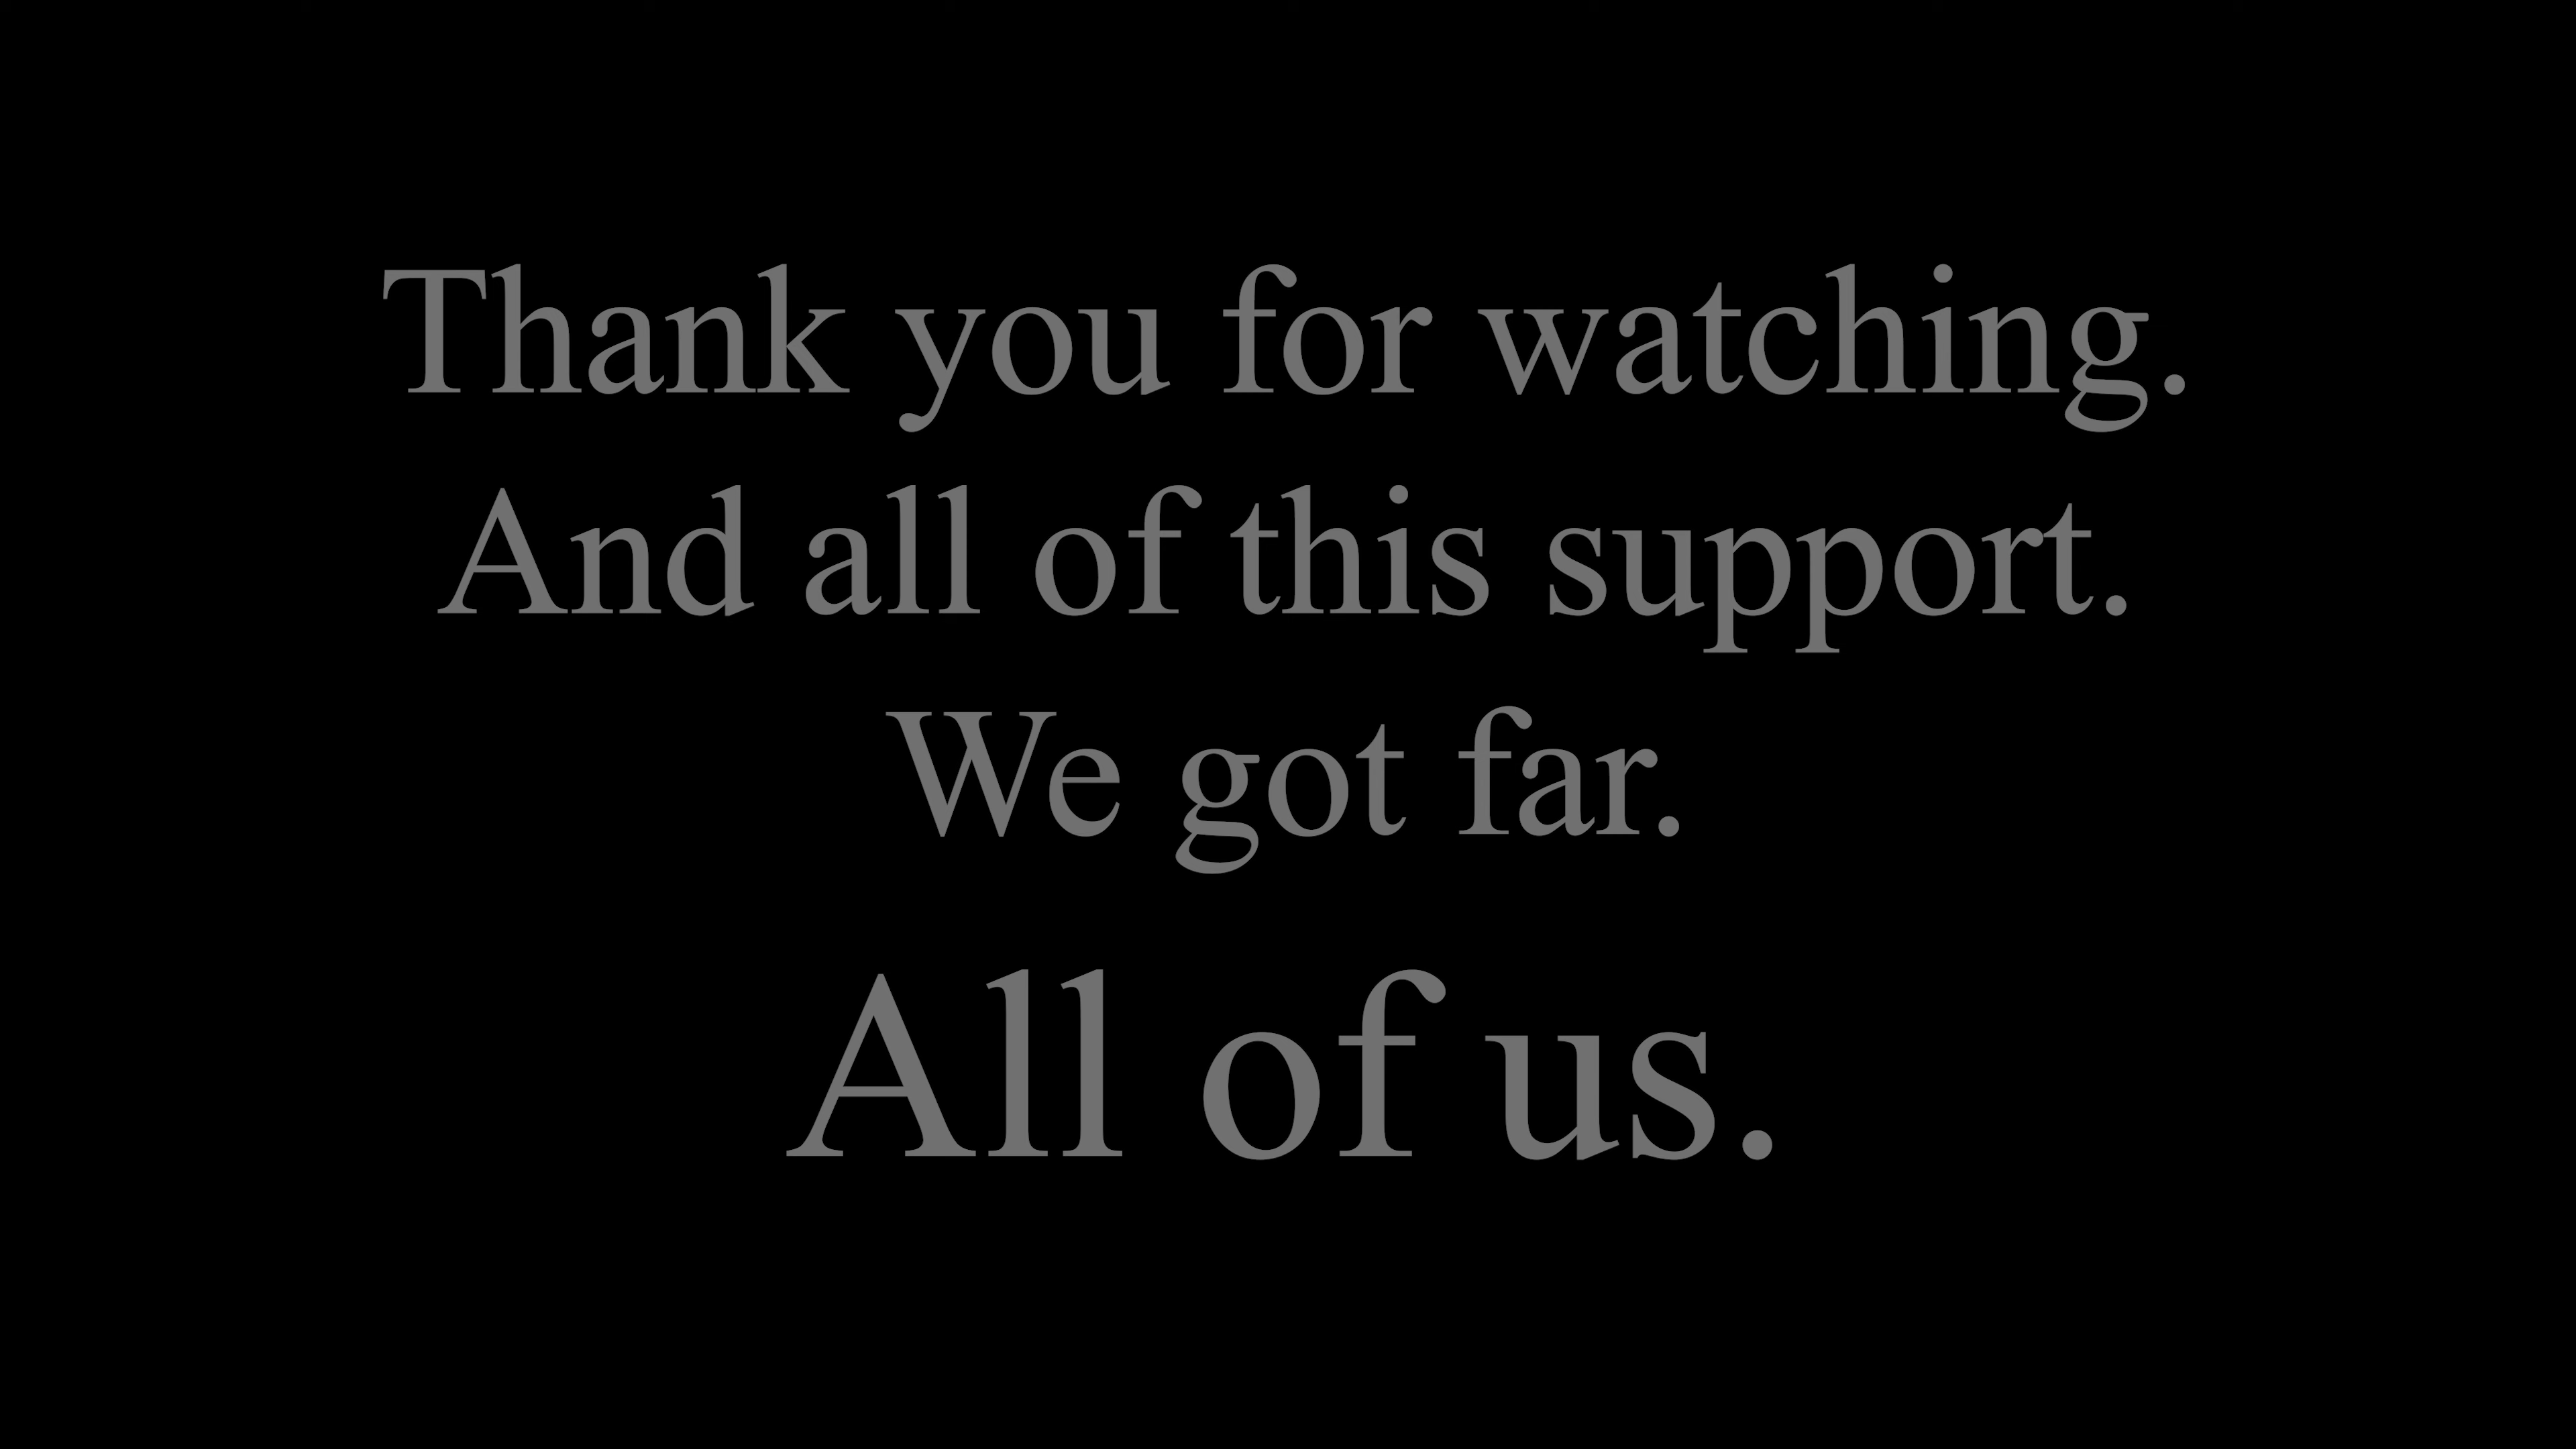 Thank you for watching.
And all of this support.
We got far.
All of us.